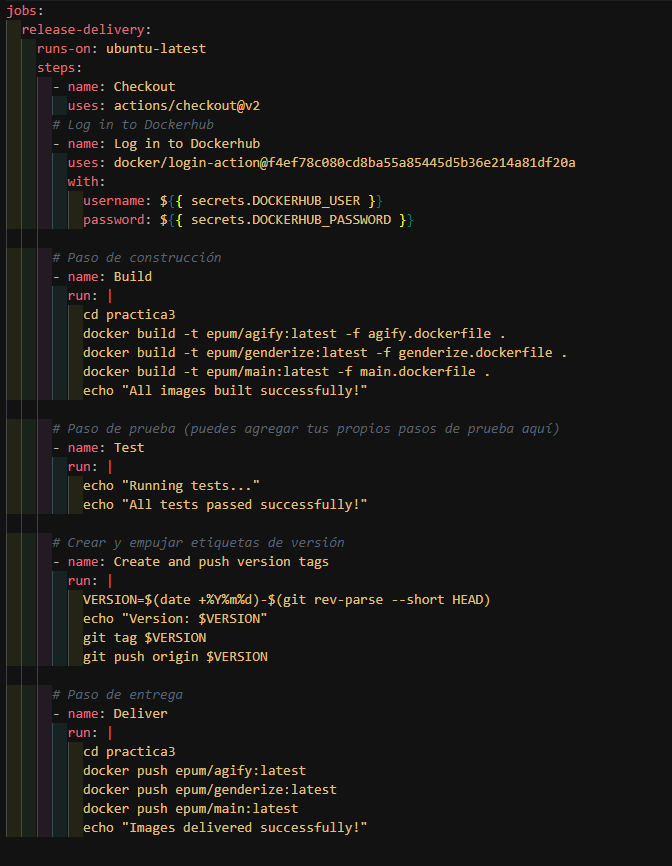 jobs:
release-delivery:
runs-on: ubuntu-latest
steps:
- name: Checkout
uses: actions/checkout@v2
# Log in to Dockerhub
- name: Log in to Dockerhub
uses: docker/login-action@f4ef78c080cd8ba55a85445d5b36e214a81df20a
with:
username: ${{ secrets.DOCKERHUB_USER }}
password: ${{ secrets.DOCKERHUB_PASSWORD }}
# Paso de construcción
- name: Build
run: |
cd practica3
docker build -t epum/agify:latest -f agify.dockerfile .
docker build -t epum/genderize:latest -f genderize.dockerfile .
docker build -t epum/main:latest -f main.dockerfile .
echo "All images built successfully!"
# Paso de prueba (puedes agregar tus propios pasos de prueba aquí)
- name: Test
run: |
echo "Running tests..."
echo "All tests passed successfully!"
# Crear y empujar etiquetas de versión
- name: Create and push version tags
run: |
VERSION=$(date +%Y%m%d)-$(git rev-parse --short HEAD)
echo "Version: $VERSION"
git tag $VERSION
git push origin $VERSION
# Paso de entrega
- name: Deliver
run: |
cd practica3
docker push epum/agify:latest
docker push epum/genderize:latest
docker push epum/main:latest
echo "Images delivered successfully!"